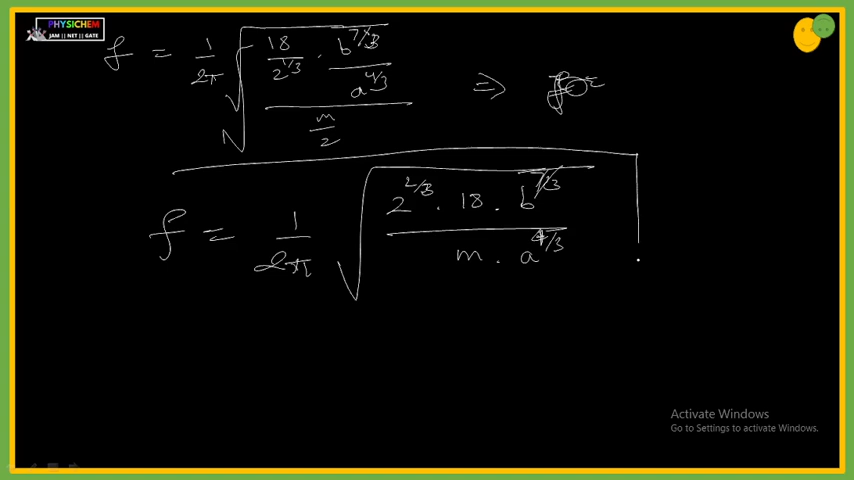 PHYSICHEM
JAM || NET || GATE
f = 1/2π √((18/2^1/3 · b^7/3/a^4/3)/(m/2)) ⇒
f = 1/2π √((2^2/3 · 18 · b^7/3)/(m · a^4/3))
Activate Windows
Go to Settings to activate Windows.